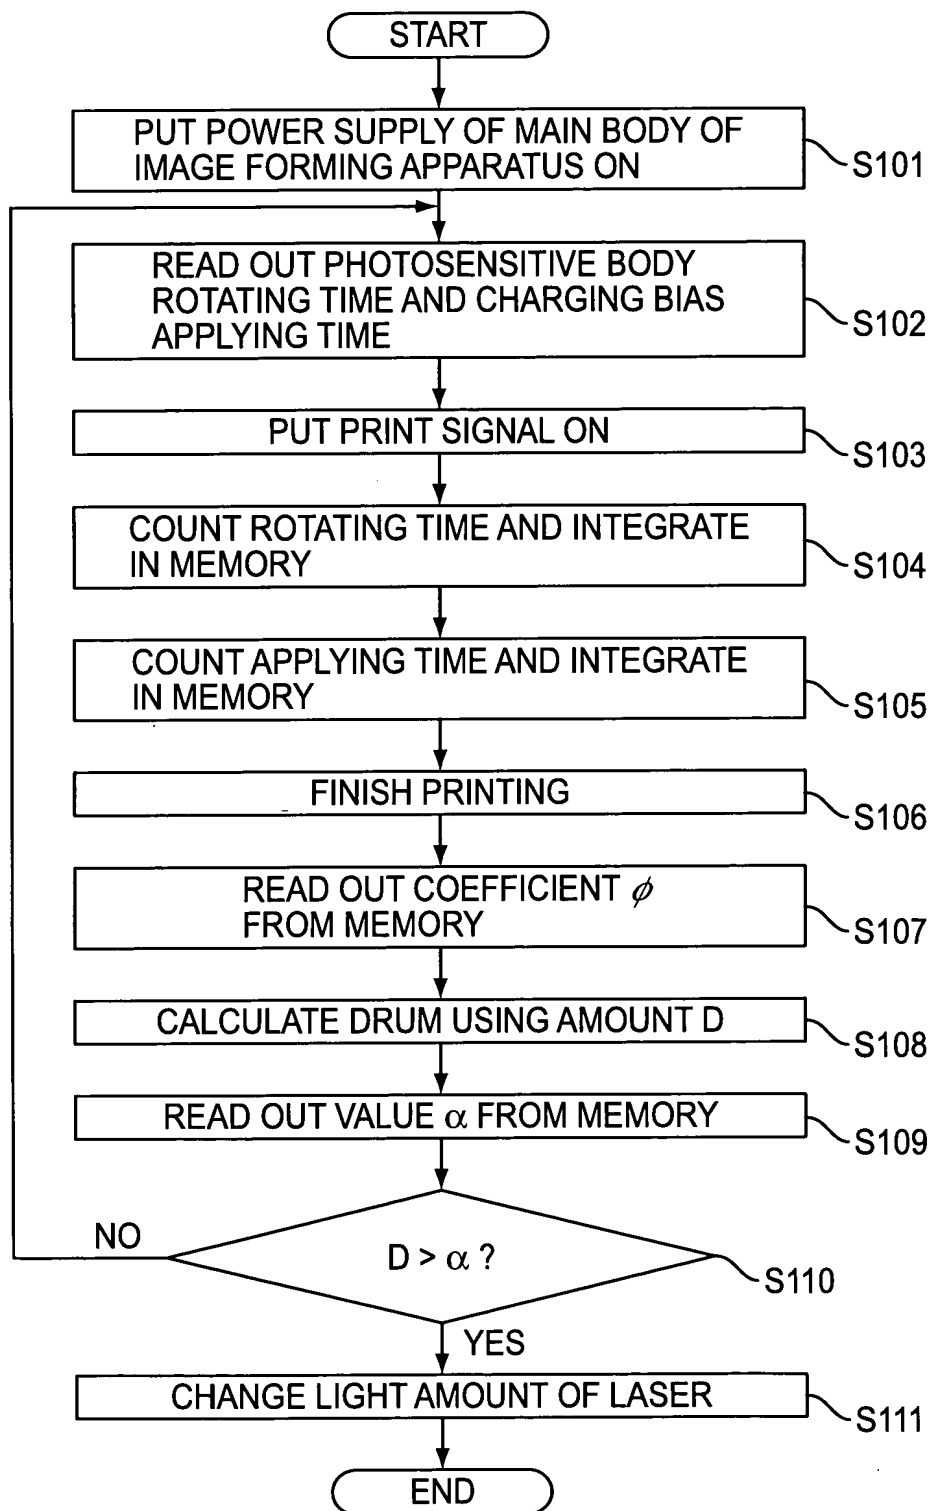 START
PUT POWER SUPPLY OF MAIN BODY OF
IMAGE FORMING APPARATUS ON
S101
READ OUT PHOTOSENSITIVE BODY
ROTATING TIME AND CHARGING BIAS
APPLYING TIME
S102
PUT PRINT SIGNAL ON
S103
COUNT ROTATING TIME AND INTEGRATE
IN MEMORY
S104
COUNT APPLYING TIME AND INTEGRATE
IN MEMORY
S105
FINISH PRINTING
S106
READ OUT COEFFICIENT ϕ
FROM MEMORY
S107
CALCULATE DRUM USING AMOUNT D
S108
READ OUT VALUE α FROM MEMORY
S109
NO
D > α ?
S110
YES
CHANGE LIGHT AMOUNT OF LASER
S111
END